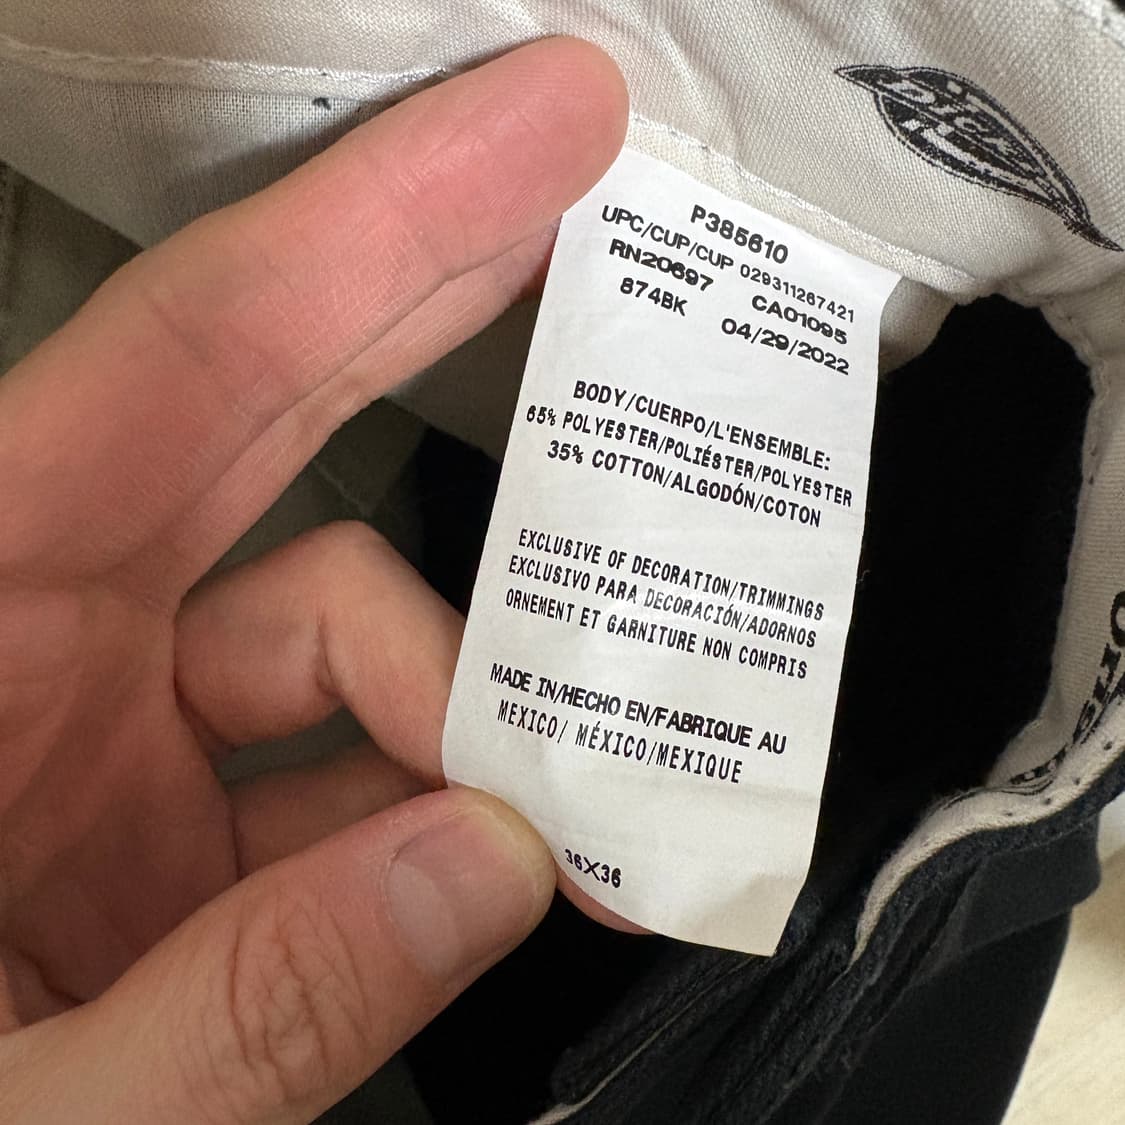 Dickies
P385610
UPC/CUP/CUP 029311267421
RN20697 CA01095
874BK 04/29/2022
BODY/CUERPO/L'ENSEMBLE:
65% POLYESTER/POLIÉSTER/POLYESTER
35% COTTON/ALGODÓN/COTON
EXCLUSIVE OF DECORATION/TRIMMINGS
EXCLUSIVO PARA DECORACIÓN/ADORNOS
ORNEMENT ET GARNITURE NON COMPRIS
MADE IN/HECHO EN/FABRIQUE AU
MEXICO/ MÉXICO/MEXIQUE
36X36